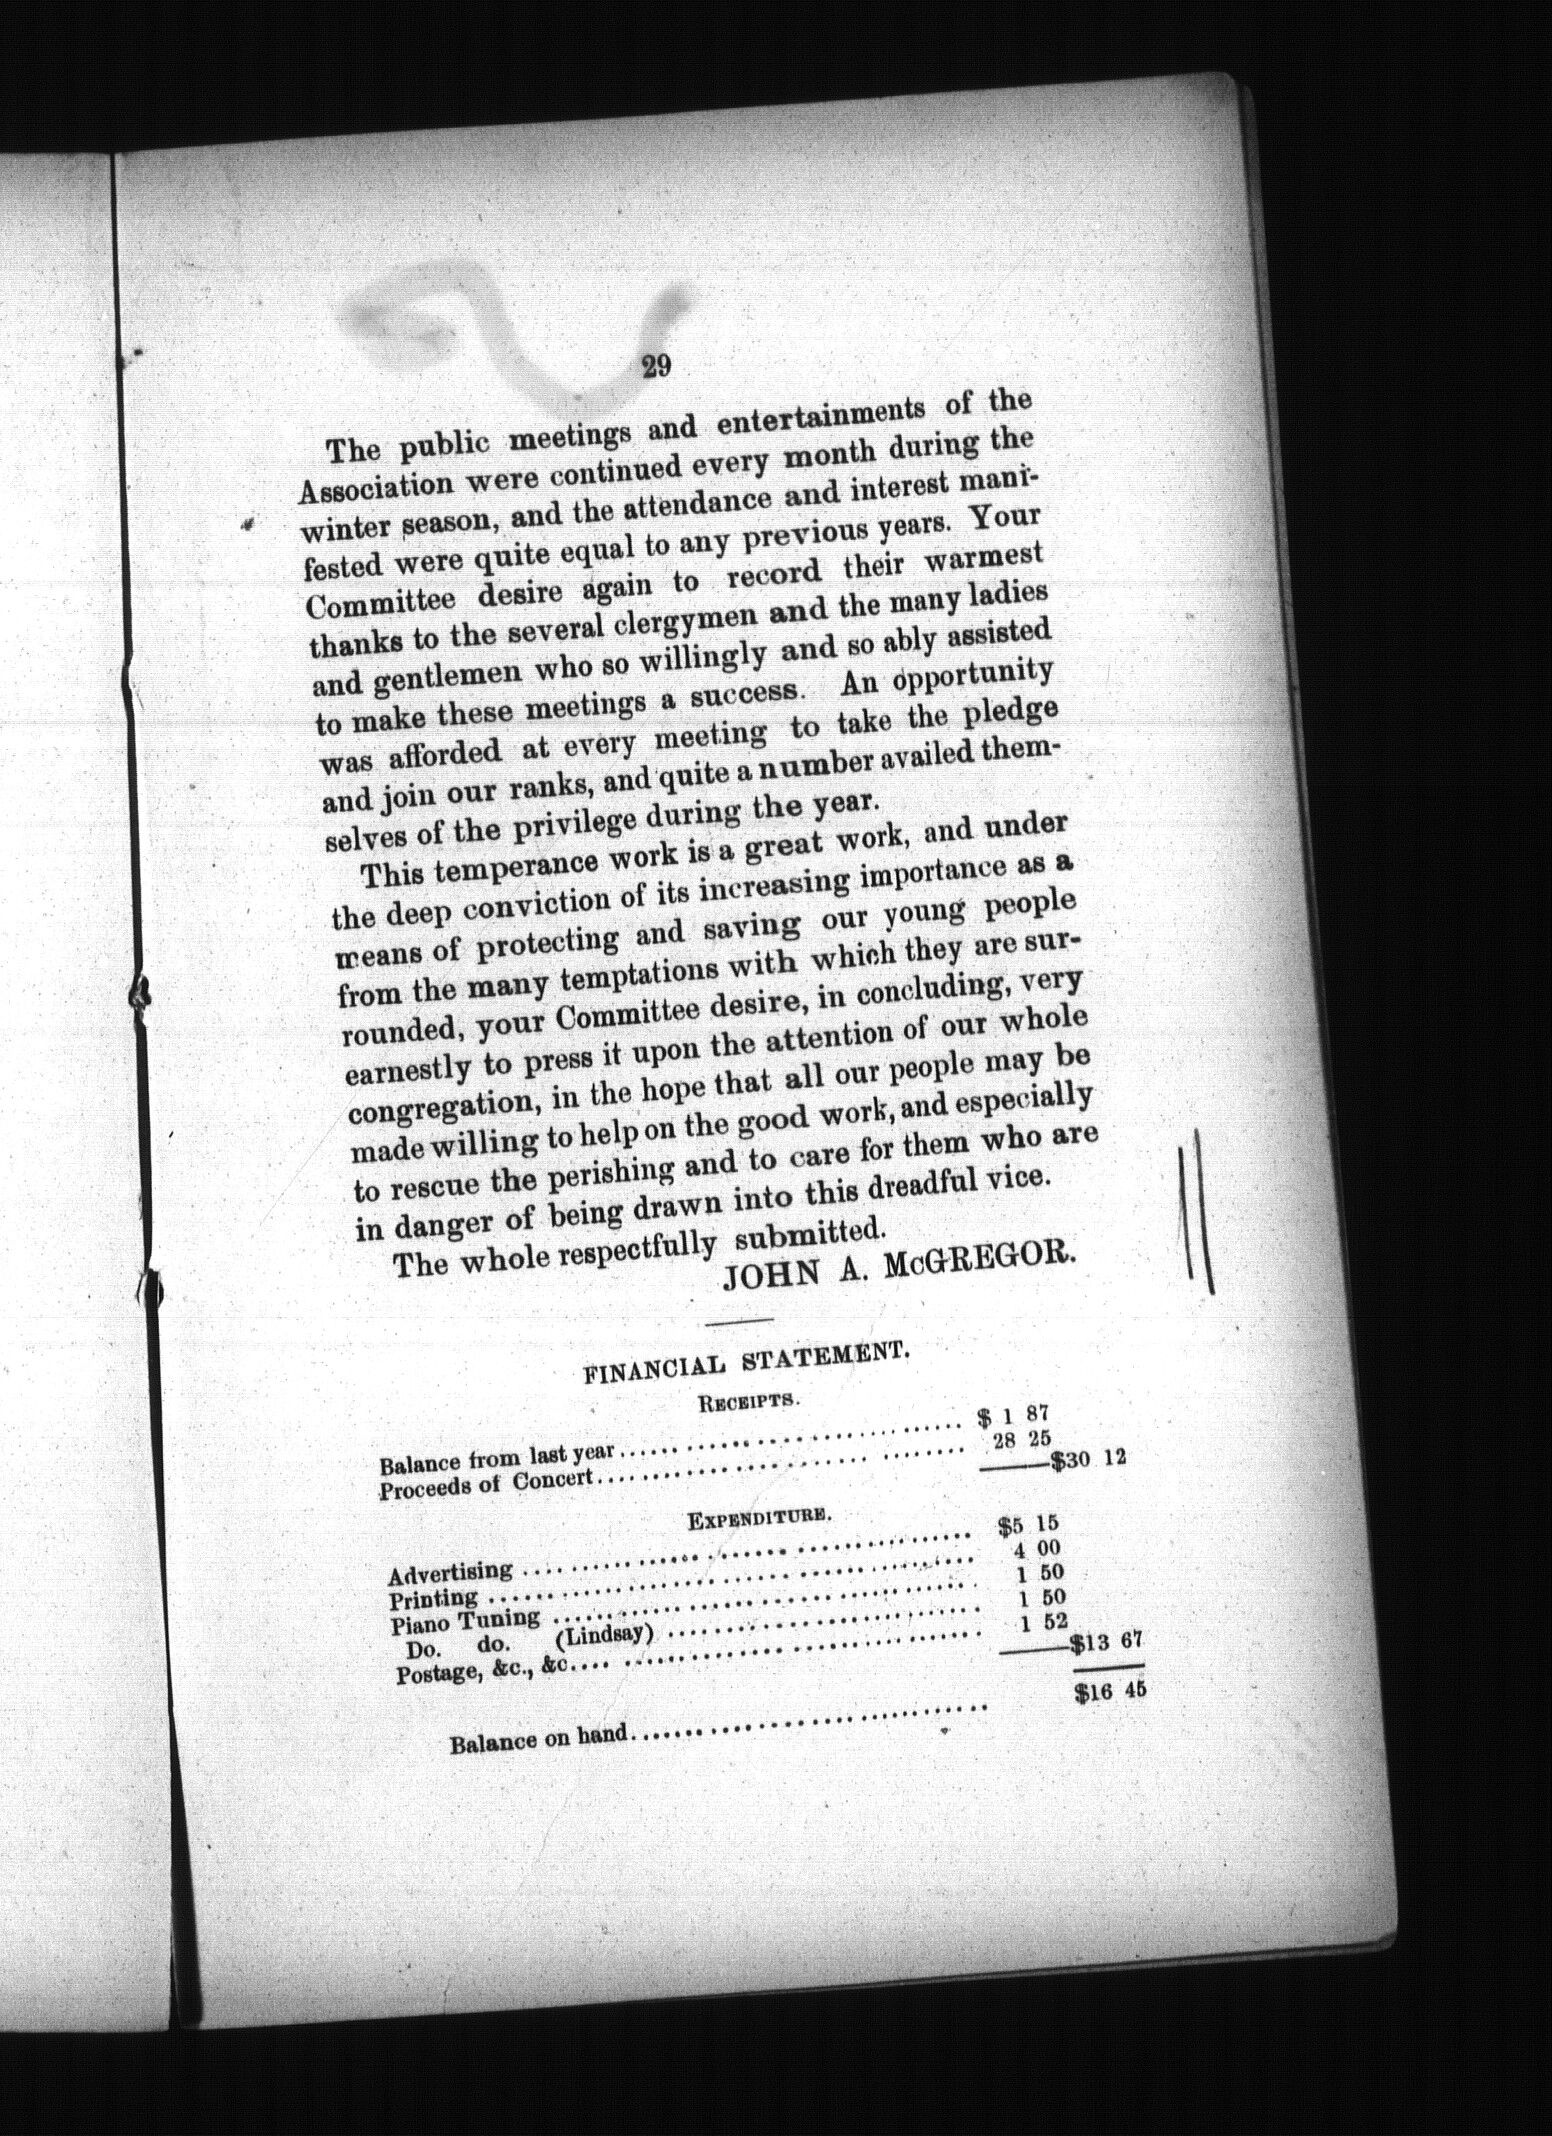 29
The public meetings and entertainments of the
Association were continued every month during the
winter season, and the attendance and interest mani-
fested were quite equal to any previous years. Your
Committee desire again to record their warmest
thanks to the several clergymen and the many ladies
and gentlemen who so willingly and so ably assisted
to make these meetings a success. An opportunity
was afforded at every meeting to take the pledge
and join our ranks, and quite a number availed them-
selves of the privilege during the year.
This temperance work is a great work, and under
the deep conviction of its increasing importance as a
means of protecting and saving our young people
from the many temptations with which they are sur-
rounded, your Committee desire, in concluding, very
earnestly to press it upon the attention of our whole
congregation, in the hope that all our people may be
made willing to help on the good work, and especially
to rescue the perishing and to care for them who are
in danger of being drawn into this dreadful vice.
The whole respectfully submitted.
JOHN A. McGREGOR.
FINANCIAL STATEMENT.
RECEIPTS.
Balance from last year........................ $ 1 87
Proceeds of Concert........................ 28 25
$30 12
EXPENDITURE.
Advertising........................ $5 15
Printing........................ 4 00
Piano Tuning........................ 1 50
Do. do. (Lindsay)........................ 1 50
Postage, &c., &c........................ 1 52
$13 67
Balance on hand........................ $16 45